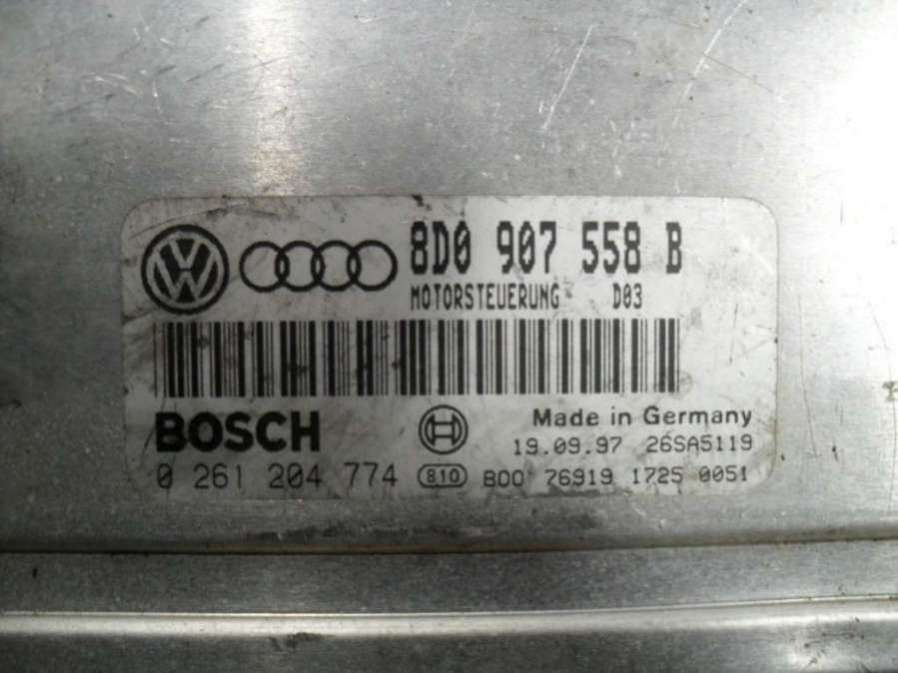 8D0 907 558 B
MOTORSTEUERUNG D03
BOSCH
Made in Germany
19.09.97 26SA5119
0 261 204 774 810 BDO 76919 1725 0051